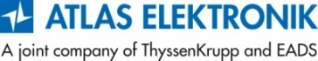 ATLAS ELEKTRONIK
A joint company of ThyssenKrupp and EADS